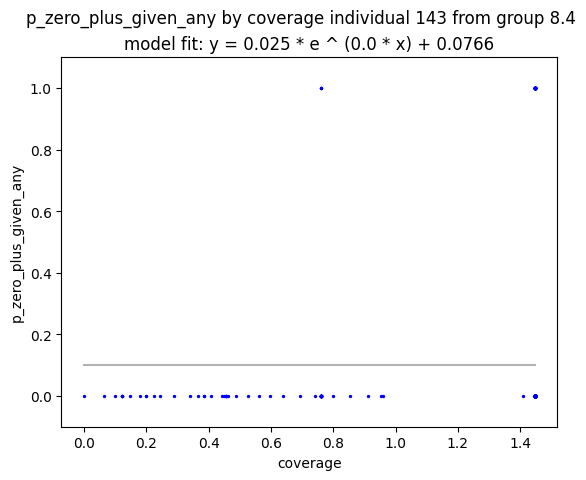 p_zero_plus_given_any by coverage individual 143 from group 8.4
model fit: y = 0.025 * e ^ (0.0 * x) + 0.0766
1.0
0.8
0.6
0.4
0.2
0.0
p_zero_plus_given_any
0.0 0.2 0.4 0.6 0.8 1.0 1.2 1.4
coverage